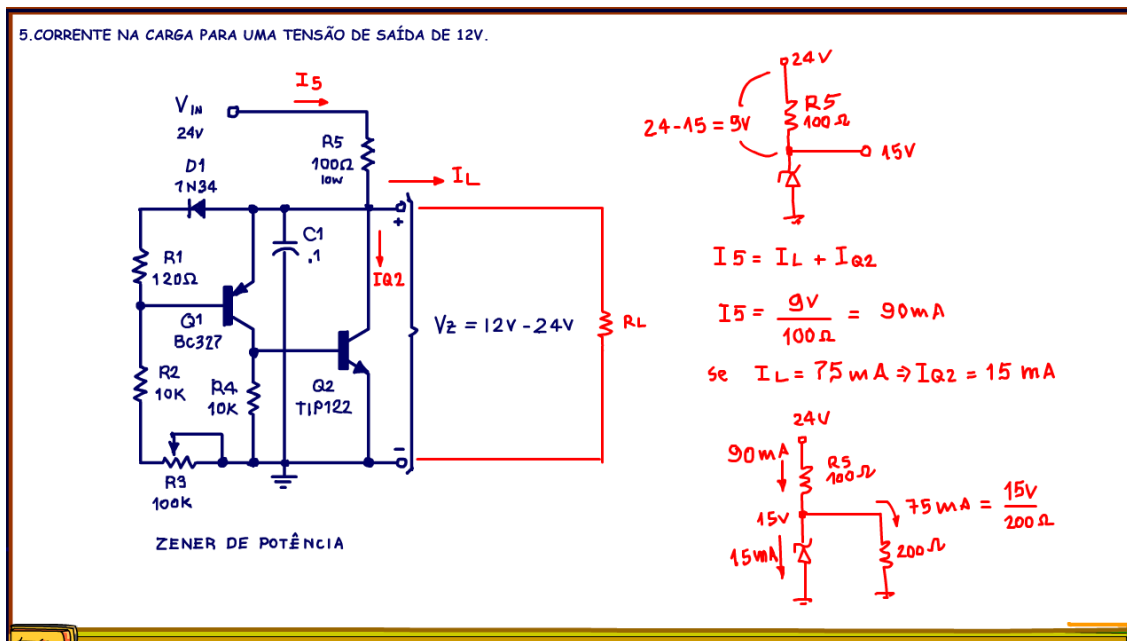 5.CORRENTE NA CARGA PARA UMA TENSÃO DE SAÍDA DE 12V.
I5
VIN
24V
R5
100Ω
10W
D1
1N34
IL
+
C1
.1
R1
120Ω
IQ2
Q1
BC327
VZ = 12V - 24V
RL
R2
10K
R4
10K
Q2
TIP122
-
R3
100K
ZENER DE POTÊNCIA
24V
R5
100Ω
24-15 = 9V
15V
I5 = IL + IQ2
I5 = 9V / 100Ω = 90mA
se IL = 75 mA ⇒ IQ2 = 15 mA
24V
90mA
R5
100Ω
15V
75mA = 15V / 200Ω
15mA
200Ω